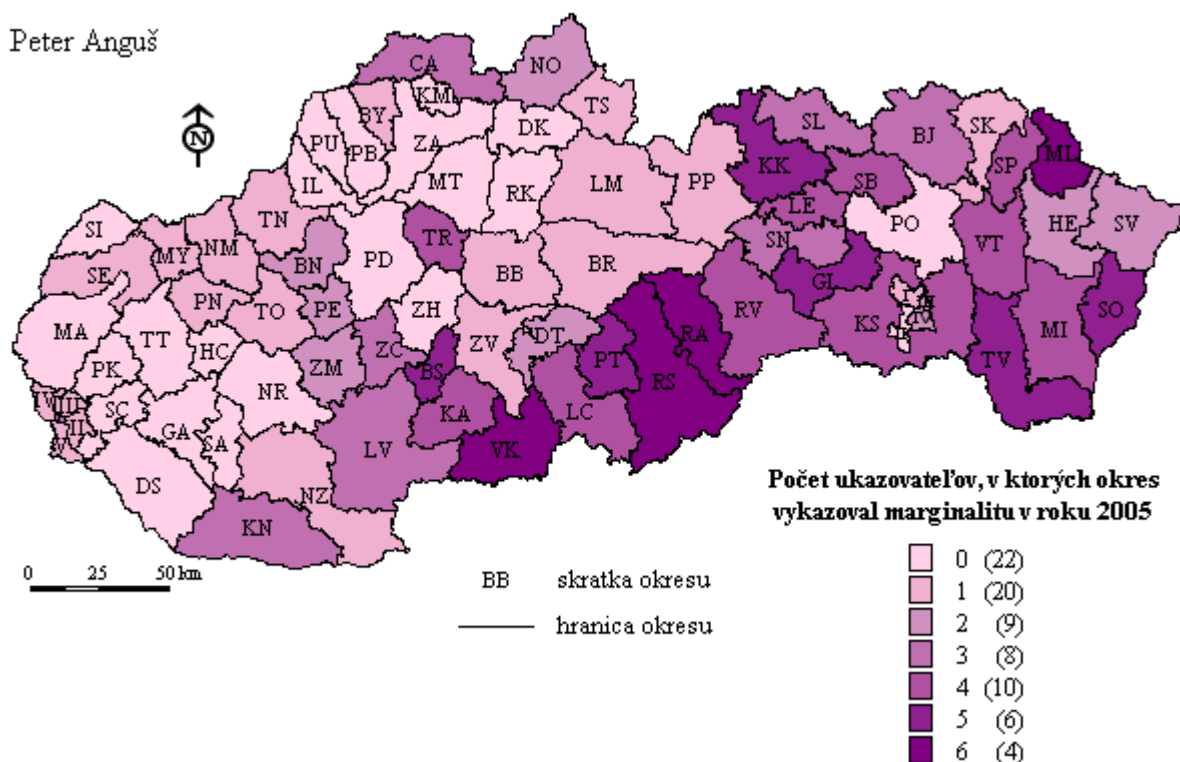 Peter Anguš
N
CA
NO
KM
BY
TS
PU
PB
ZA
DK
IL
MT
RK
LM
PP
KK
SL
BJ
SK
SP
ML
SB
LE
PO
HE
SV
SI
TN
TR
SN
VT
SE
MY
NM
BN
PD
BB
BR
GL
RV
KS
MI
SO
MA
TT
PN
TO
PE
ZH
ZV
DT
RA
TV
PK
HC
ZM
ZC
BS
PT
RS
NR
SC
GA
SA
KA
LC
LV
VK
DS
NZ
KN
0 25 50 km
BB skratka okresu
hranica okresu
Počet ukazovateľov, v ktorých okres
vykazoval marginalitu v roku 2005
0 (22)
1 (20)
2 (9)
3 (8)
4 (10)
5 (6)
6 (4)